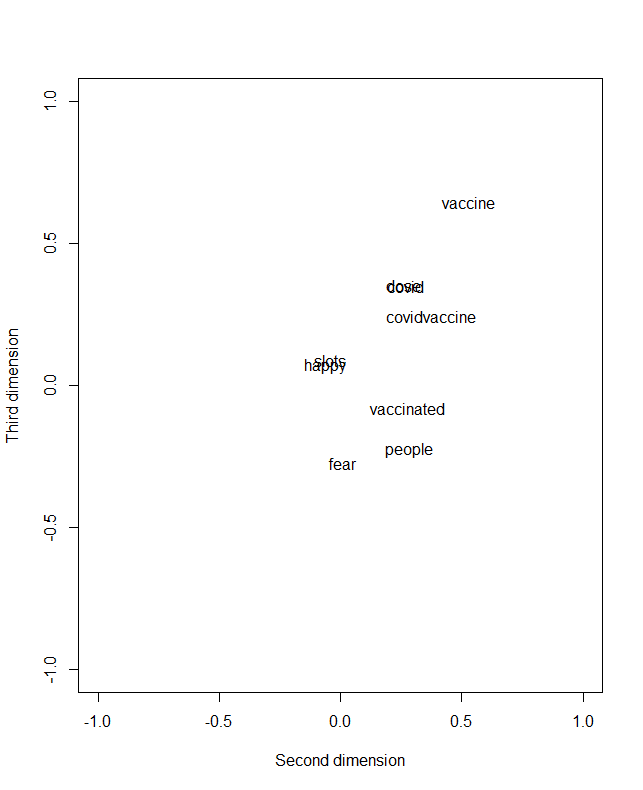 1.0
vaccine
0.5
dose
covid
covidvaccine
slots
happy
0.0
vaccinated
people
fear
-0.5
-1.0
Third dimension
-1.0 -0.5 0.0 0.5 1.0
Second dimension